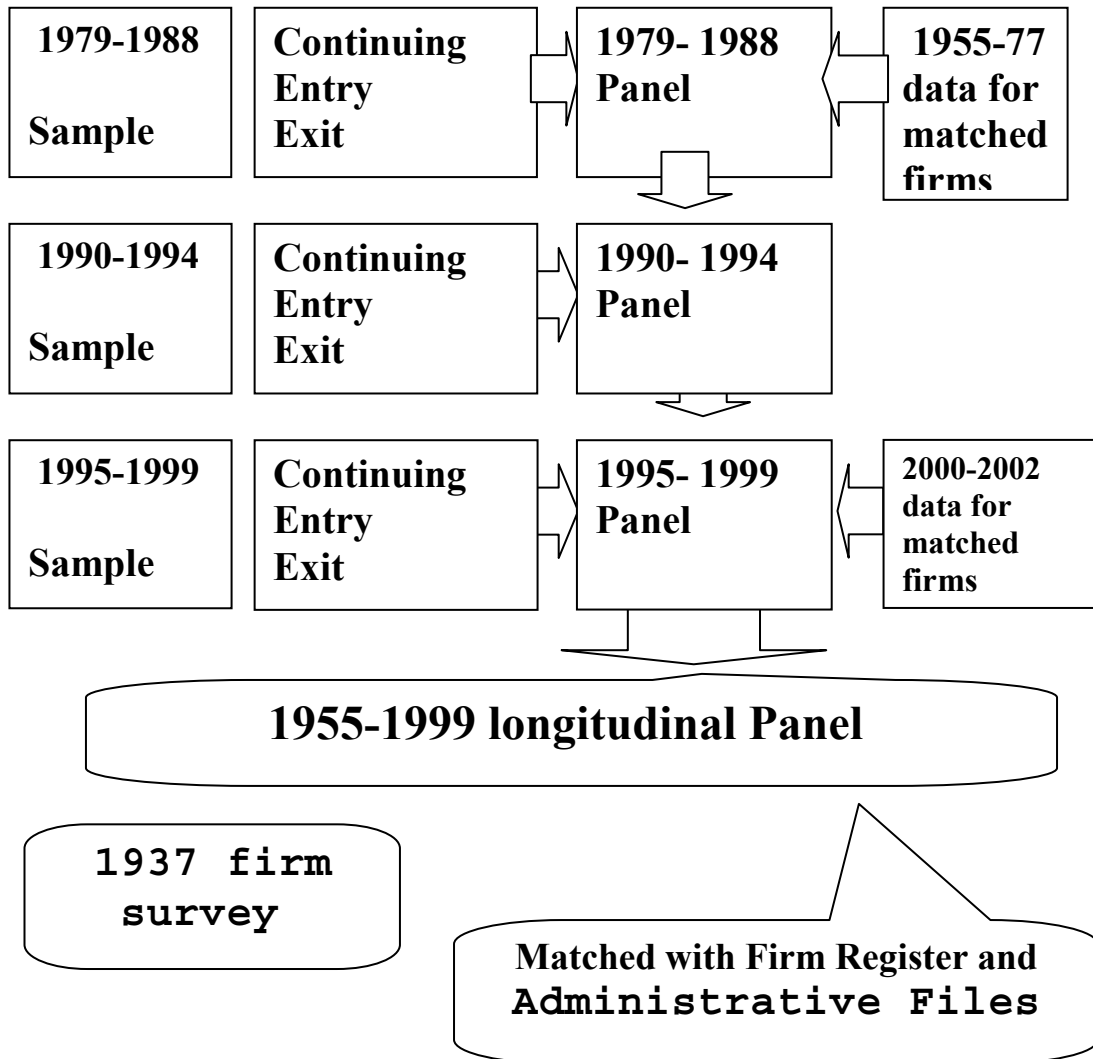 1979-1988
Sample
Continuing
Entry
Exit
1979- 1988
Panel
1955-77
data for
matched
firms
1990-1994
Sample
Continuing
Entry
Exit
1990- 1994
Panel
1995-1999
Sample
Continuing
Entry
Exit
1995- 1999
Panel
2000-2002
data for
matched
firms
1955-1999 longitudinal Panel
1937 firm
survey
Matched with Firm Register and
Administrative Files